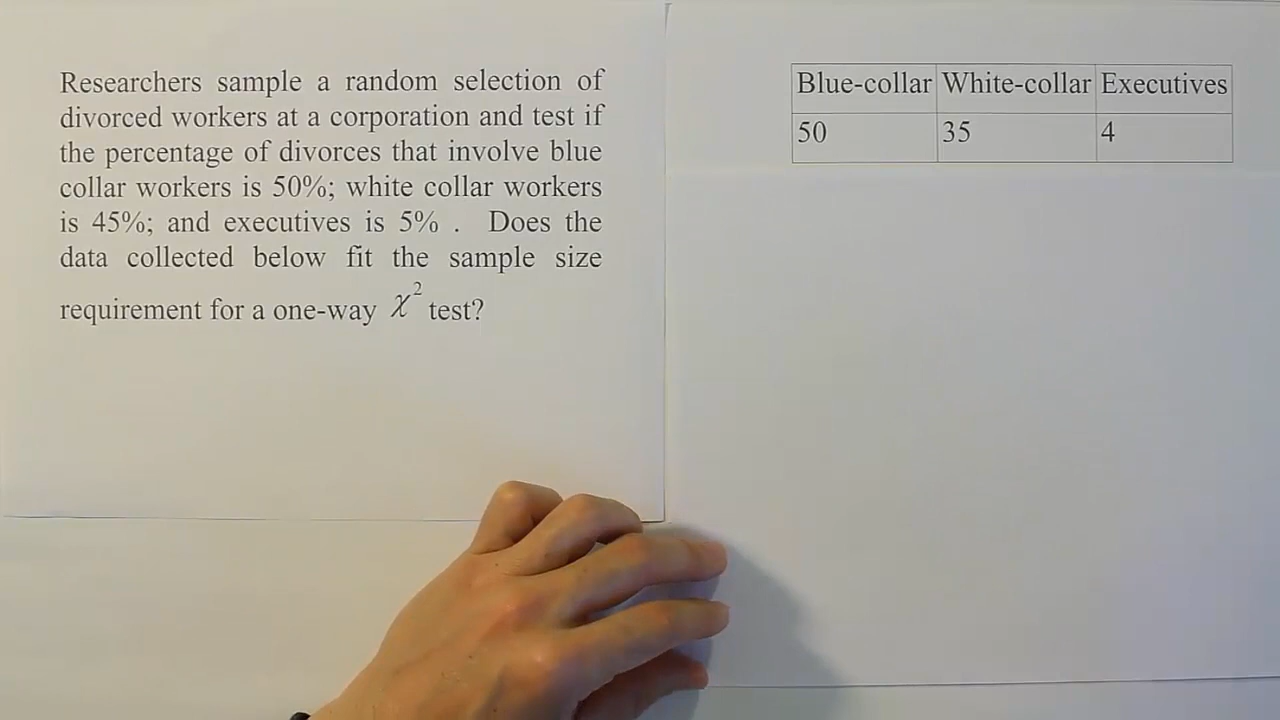 Researchers sample a random selection of
divorced workers at a corporation and test if
the percentage of divorces that involve blue
collar workers is 50%; white collar workers
is 45%; and executives is 5% . Does the
data collected below fit the sample size
requirement for a one-way χ² test?
Blue-collar White-collar Executives
50 35 4